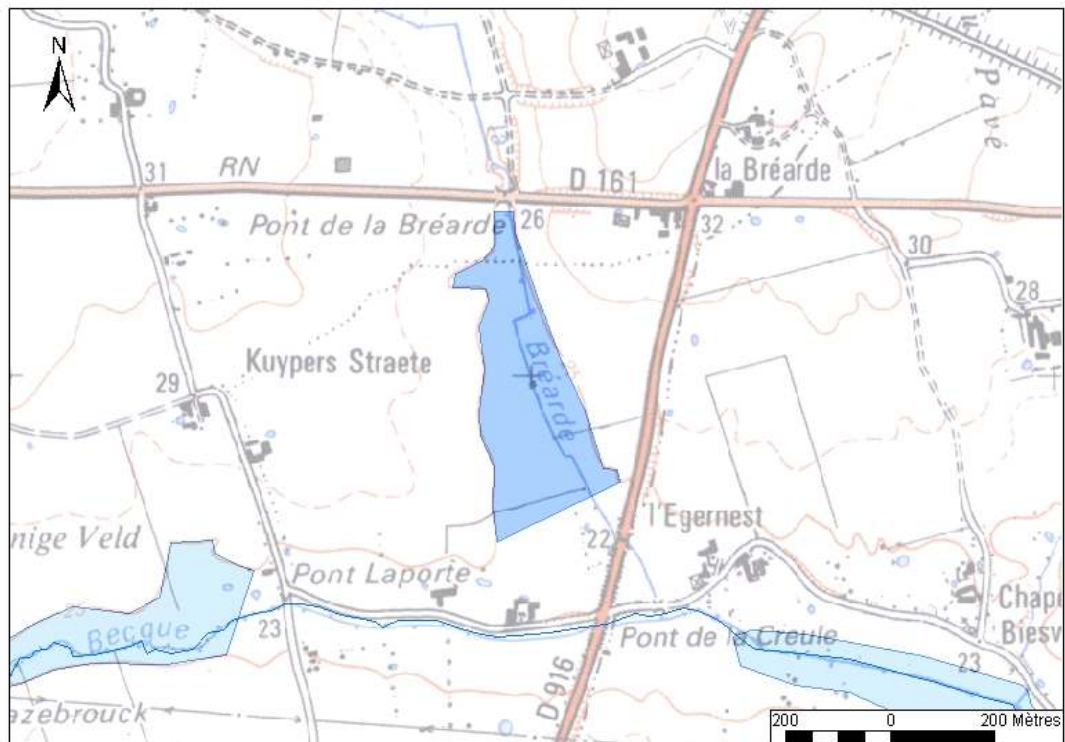 N
Pavé
31
RN
D 161
la Bréarde
Pont de la Bréarde
26
32
30
28
Kuypers Straete
29
Bréarde
l'Egernest
nige Veld
22
Pont Laporte
23
Becque
Pont de la Creule
Chap
Biesv
23
D 916
azebrouck
200 0 200 Mètres